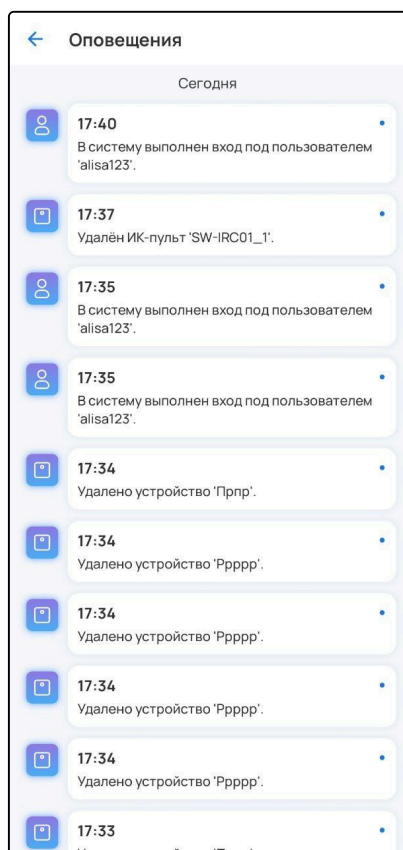 Оповещения
Сегодня
17:40
В систему выполнен вход под пользователем
'alisa123'.
17:37
Удалён ИК-пульт 'SW-IRC01_1'.
17:35
В систему выполнен вход под пользователем
'alisa123'.
17:35
В систему выполнен вход под пользователем
'alisa123'.
17:34
Удалено устройство 'Прпр'.
17:34
Удалено устройство 'Ррррр'.
17:34
Удалено устройство 'Ррррр'.
17:34
Удалено устройство 'Ррррр'.
17:34
Удалено устройство 'Ррррр'.
17:33